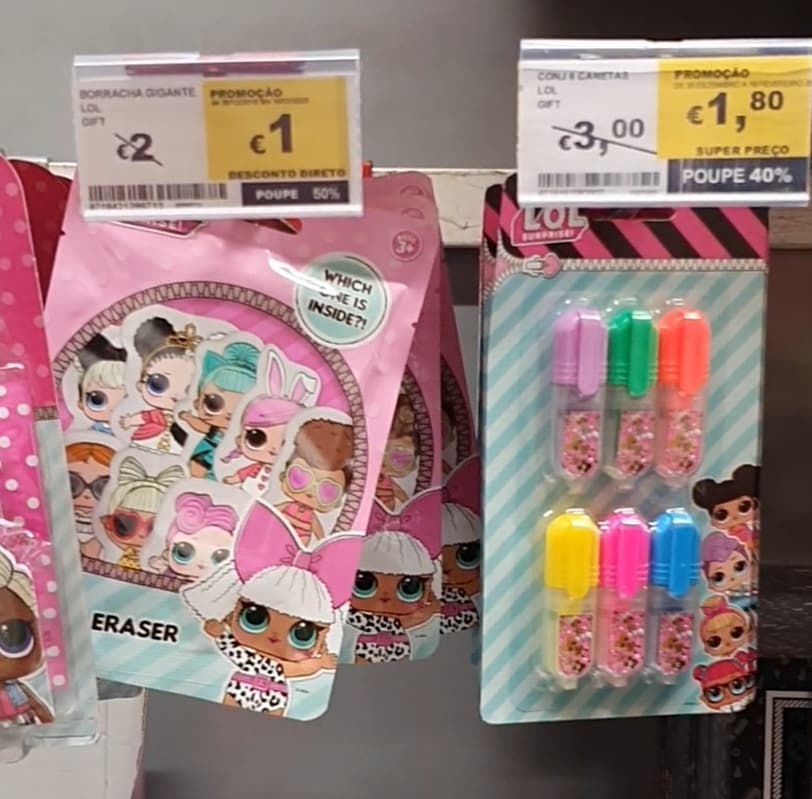 BORRACHA GIGANTE
LOL
GIFT
€2
PROMOÇÃO
€1
DESCONTO DIRETO
POUPE 50%
CONJ 6 CANETAS
LOL
GIFT
€3,00
PROMOÇÃO
€1,80
SUPER PREÇO
POUPE 40%
WHICH
ONE IS
INSIDE?!
3+
ERASER
LOL
SURPRISE!